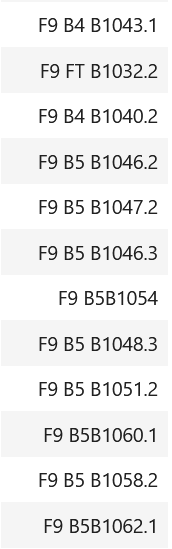 F9 B4 B1043.1
F9 FT B1032.2
F9 B4 B1040.2
F9 B5 B1046.2
F9 B5 B1047.2
F9 B5 B1046.3
F9 B5B1054
F9 B5 B1048.3
F9 B5 B1051.2
F9 B5B1060.1
F9 B5 B1058.2
F9 B5B1062.1